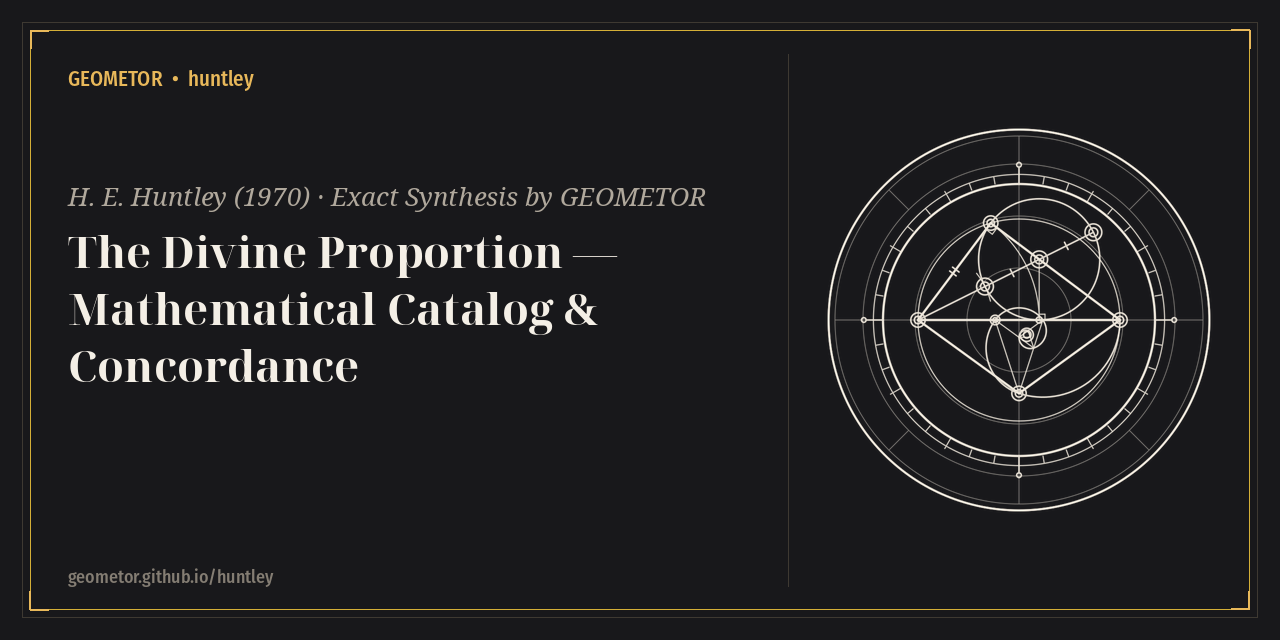 GEOMETOR • huntley
H. E. Huntley (1970) · Exact Synthesis by GEOMETOR
The Divine Proportion —
Mathematical Catalog &
Concordance
geometor.github.io/huntley